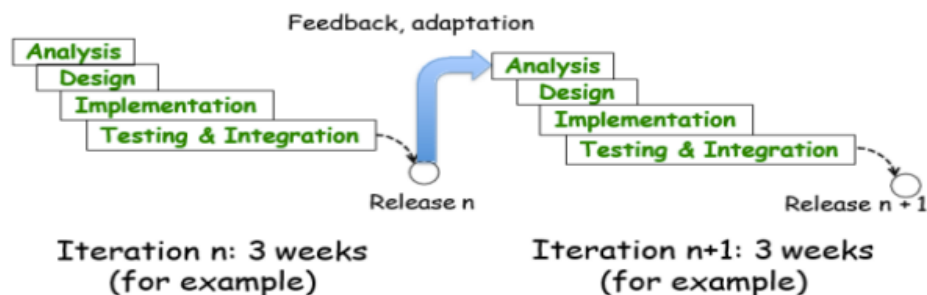 Feedback, adaptation
Analysis
Design
Implementation
Testing & Integration
Release n
Iteration n: 3 weeks
(for example)
Analysis
Design
Implementation
Testing & Integration
Release n + 1
Iteration n+1: 3 weeks
(for example)